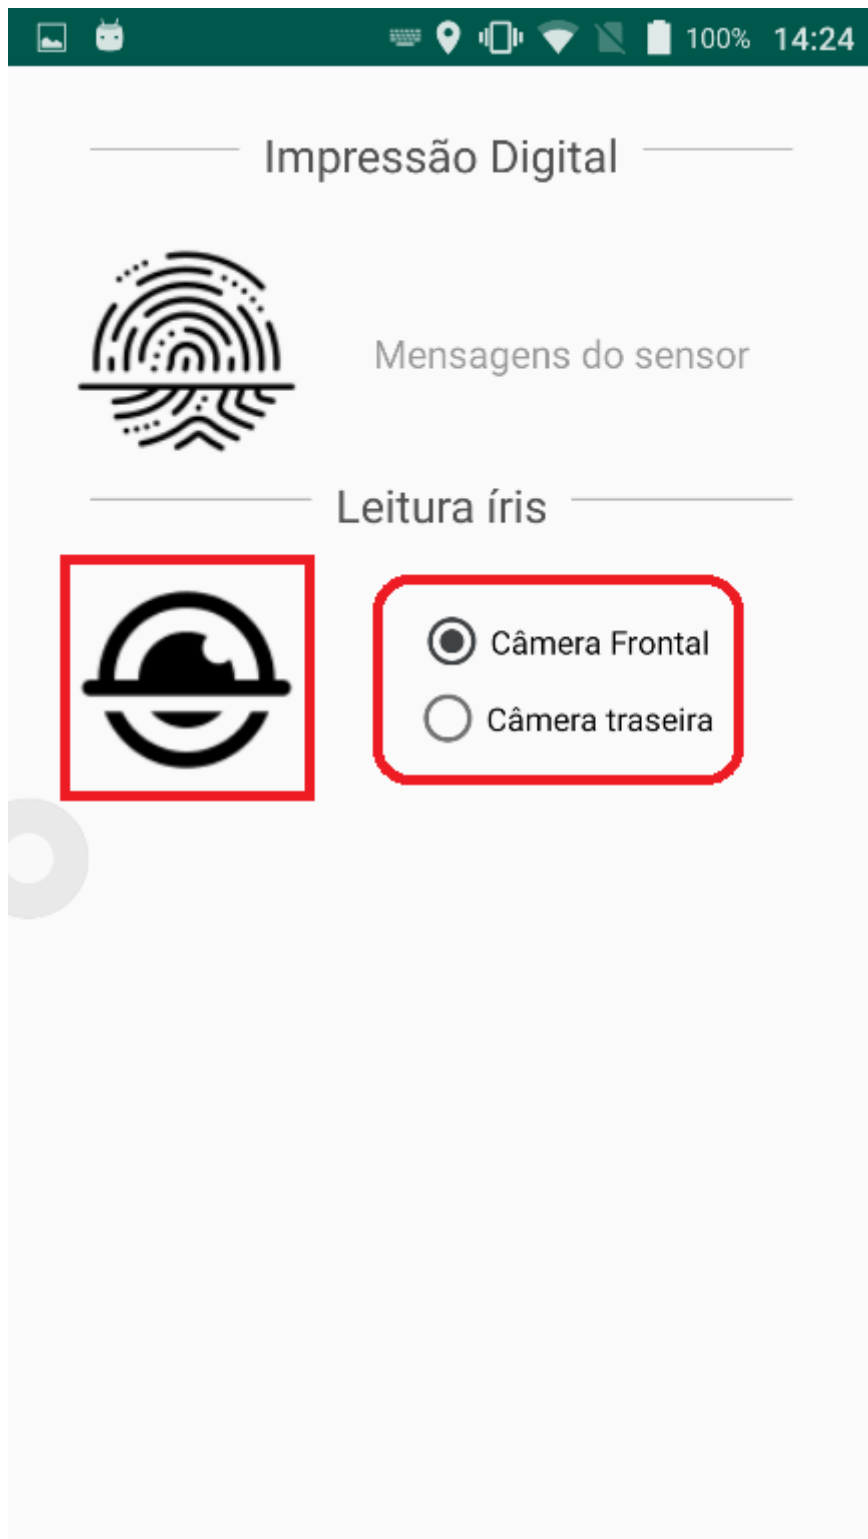 100% 14:24
Impressão Digital
Mensagens do sensor
Leitura íris
Câmera Frontal
Câmera traseira